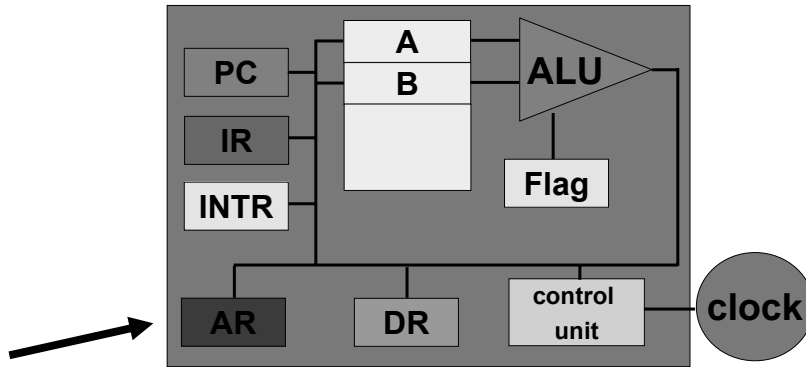 PC
A
B
ALU
IR
INTR
Flag
AR
DR
control
unit
clock